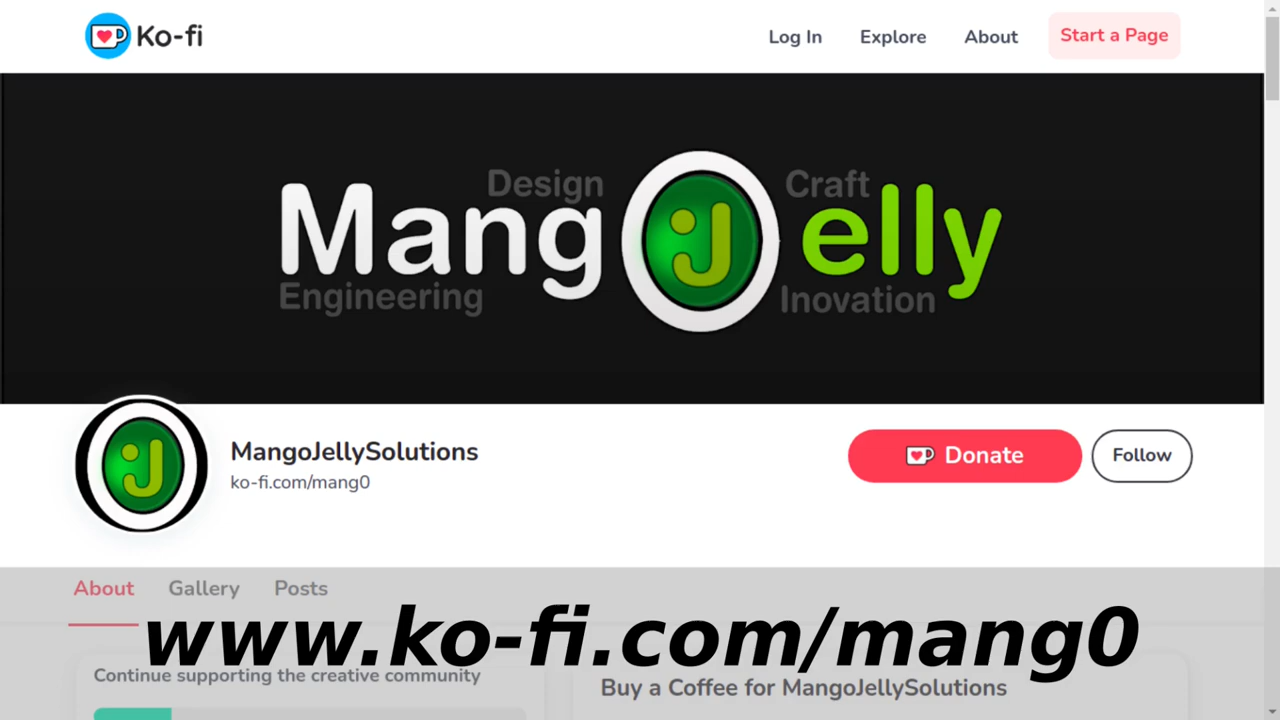 Ko-fi
Log In Explore About Start a Page
Design Craft
Mang J elly
Engineering Inovation
J
MangoJellySolutions
ko-fi.com/mang0
Donate
Follow
About Gallery Posts
www.ko-fi.com/mang0
Continue supporting the creative community
Buy a Coffee for MangoJellySolutions